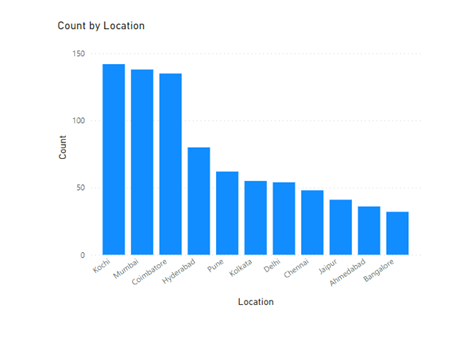 Count by Location
150
100
50
0
Count
Kochi
Mumbai
Coimbatore
Hyderabad
Pune
Kolkata
Delhi
Chennai
Jaipur
Ahmedabad
Bangalore
Location